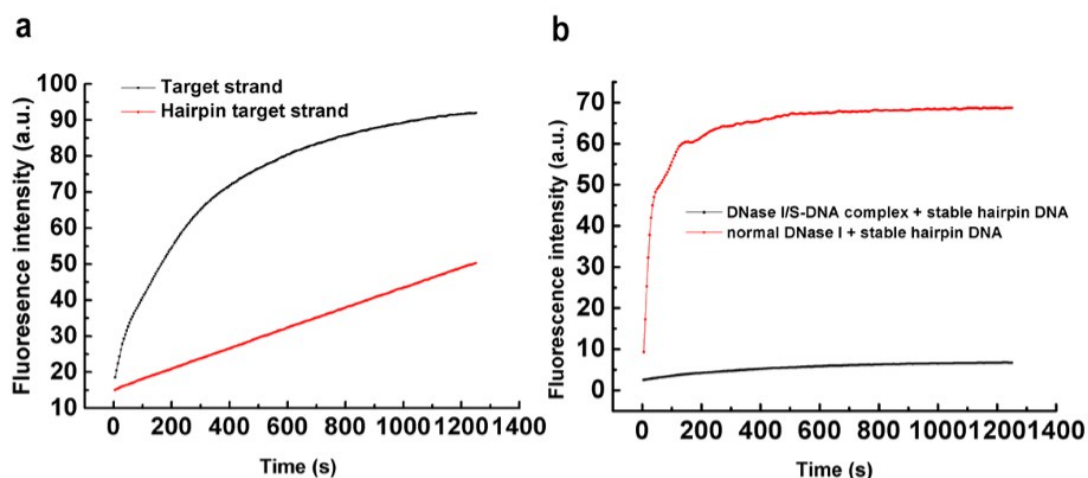 a
Fluoresence intensity (a.u.)
100
90
80
70
60
50
40
30
20
10
Target strand
Hairpin target strand
0 200 400 600 800 1000 1200 1400
Time (s)
b
Fluorescence intensity (a.u.)
70
60
50
40
30
20
10
0
DNase I/S-DNA complex + stable hairpin DNA
normal DNase I + stable hairpin DNA
0 200 400 600 800 1000 1200 1400
Time (s)